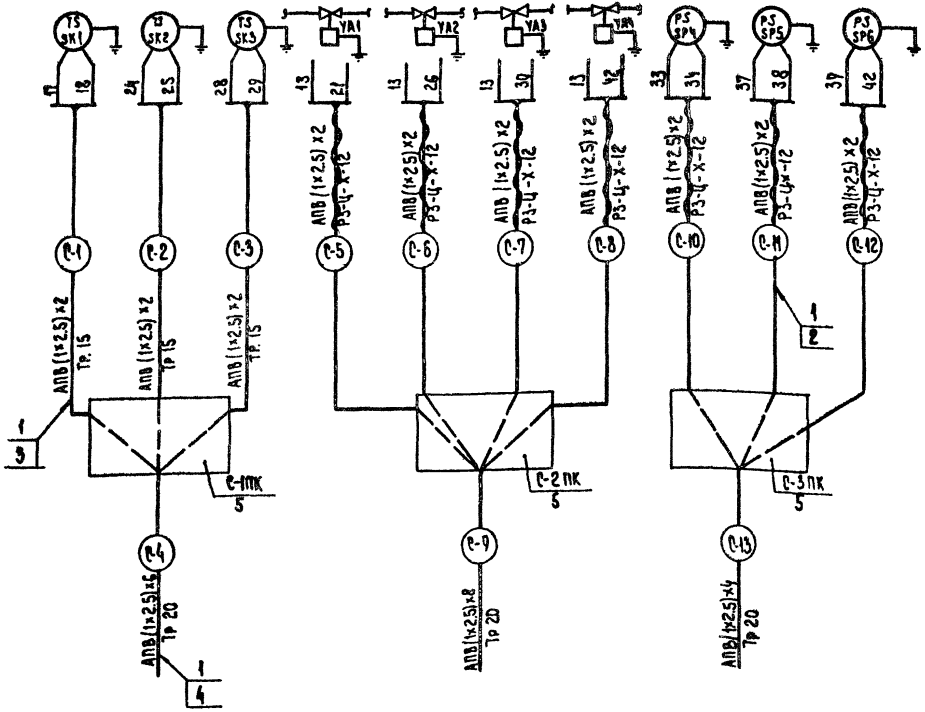 TS
SK1
TS
SK2
TS
SK3
YA1
YA2
YA3
YA4
PS
SP4
PS
SP5
PS
SP6
17
18
24
25
28
29
13
21
13
26
13
30
13
42
33
34
37
38
39
42
АПВ(1×2.5)×2
РЗ-Ц-Х-12
АПВ(1×2.5)×2
РЗ-Ц-Х-12
АПВ(1×2.5)×2
РЗ-Ц-Х-12
АПВ(1×2.5)×2
РЗ-Ц-Х-12
АПВ(1×2.5)×2
РЗ-Ц-Х-12
АПВ(1×2.5)×2
РЗ-Ц-Х-12
АПВ(1×2.5)×2
РЗ-Ц-Х-12
С-1
С-2
С-3
С-5
С-6
С-7
С-8
С-10
С-11
С-12
АПВ(1×2.5)×2
Тр. 15
АПВ(1×2.5)×2
Тр 15
АПВ(1×2.5)×2
Тр. 15
1
2
1
3
С-1ПК
5
С-2 ПК
5
С-3 ПК
5
С-4
С-9
С-13
АПВ(1×2.5)×6
Тр 20
АПВ(1×2.5)×8
Тр 20
АПВ(1×2.5)×4
Тр 20
1
4